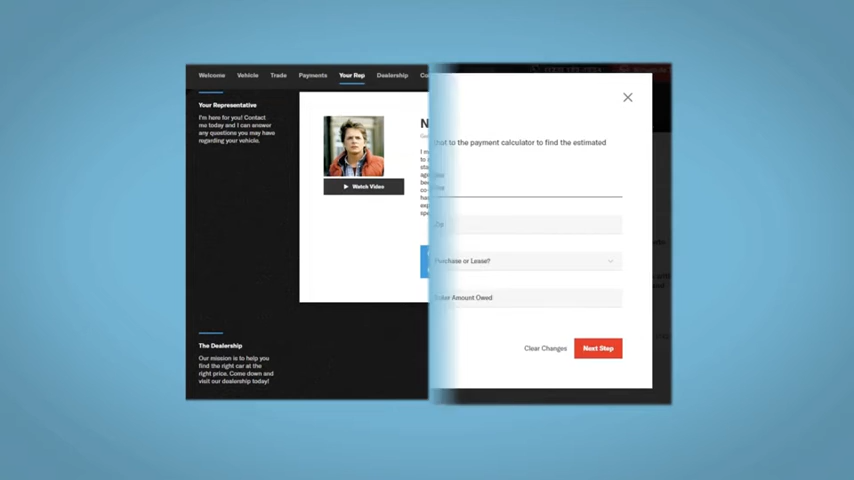 Welcome Vehicle Trade Payments Your Rep Dealership
Your Representative
I'm here for you! Contact
me today and I can answer
any questions you may have
regarding your vehicle.
Watch Video
The Dealership
Our mission is to help you
find the right car at the
right price. Come down and
visit our dealership today!
that to the payment calculator to find the estimated
Zip
Purchase or Lease?
Enter Amount Owed
Clear Changes Next Step